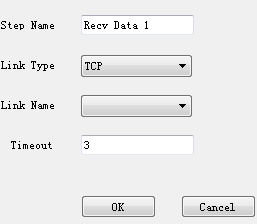 Step Name Recv Data 1
Link Type TCP
Link Name
Timeout 3
OK Cancel